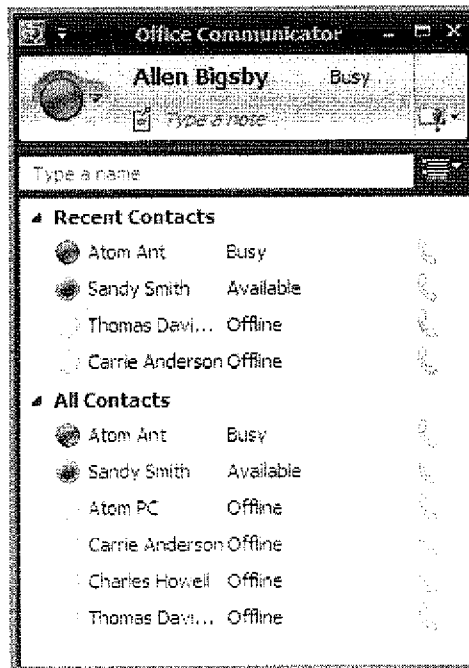 Office Communicator
Allen Bigsby Busy
Type a note
Type a name
Recent Contacts
Atom Ant Busy
Sandy Smith Available
Thomas Davi... Offline
Carrie Anderson Offline
All Contacts
Atom Ant Busy
Sandy Smith Available
Atom PC Offline
Carrie Anderson Offline
Charles Howell Offline
Thomas Davi... Offline